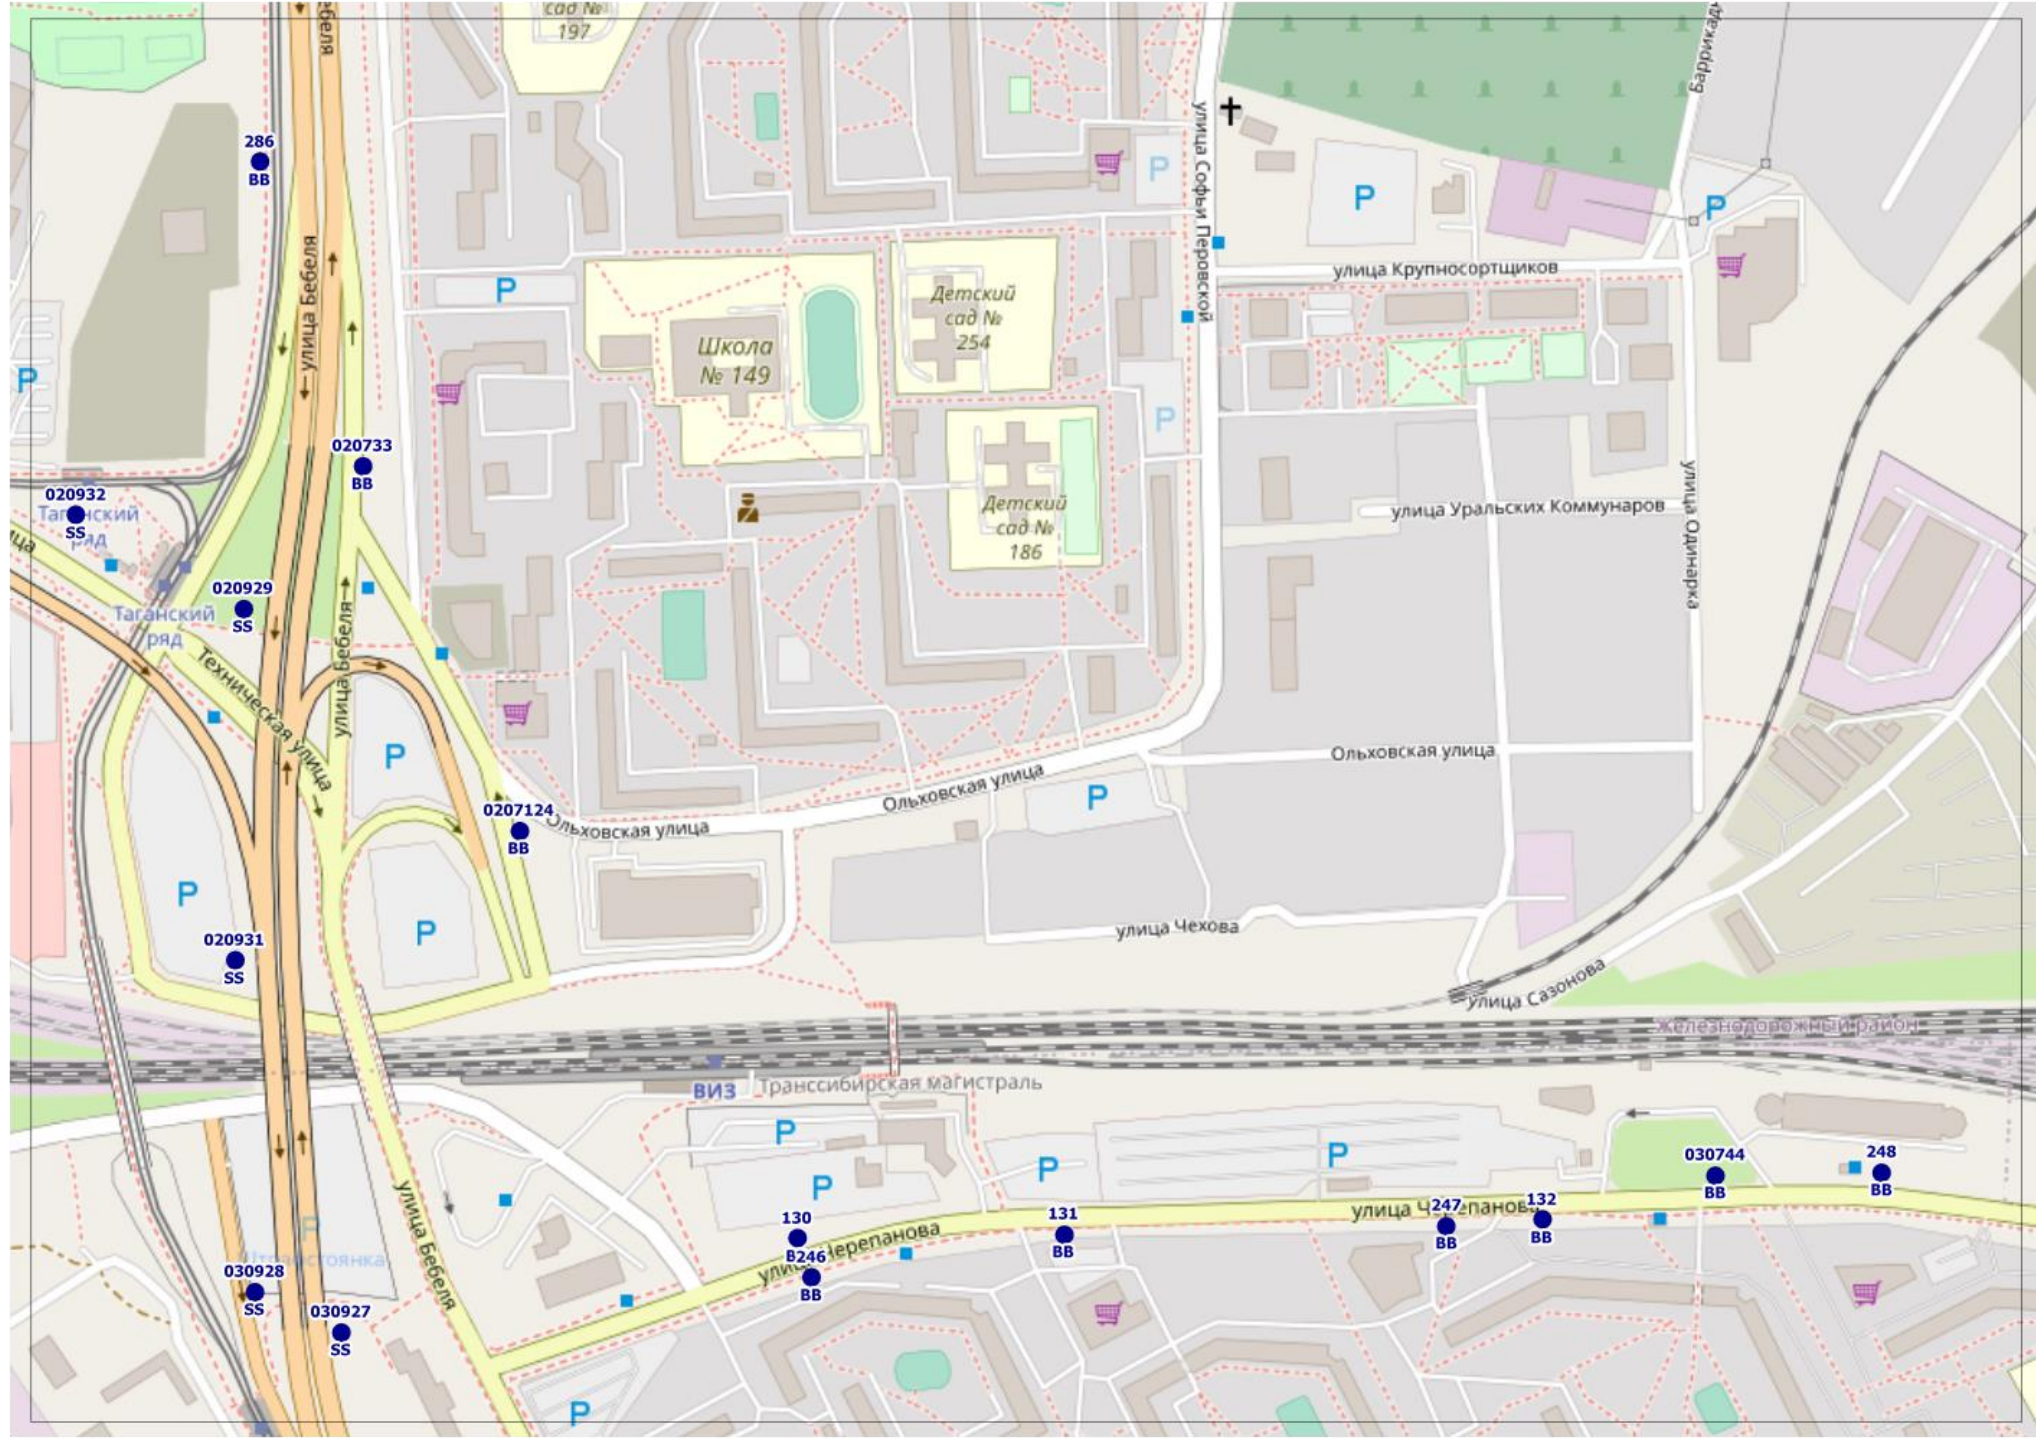 сад №
197
Баррикад
286
BB
улица Софьи Перовской
P
P
P
улица Бебеля
улица Крупносортщиков
P
Детский
сад №
254
Школа
№ 149
P
P
020733
BB
020932
SS
Таганский
ряд
улица Уральских Коммунаров
улица Одинарка
Детский
сад №
186
020929
SS
Таганский
ряд
улица Бебеля
Техническая улица
P
Ольховская улица
Ольховская улица
P
0207124
BB
Ольховская улица
P
P
улица Чехова
020931
SS
улица Сазонова
Железнодорожный район
ВИЗ
Транссибирская магистраль
P
P
P
P
030744
BB
248
BB
улица Бебеля
130
131
BB
247
BB
132
BB
улица Черепанова
улица Черепанова
246
BB
P
Штрафстоянка
030928
SS
030927
SS
P